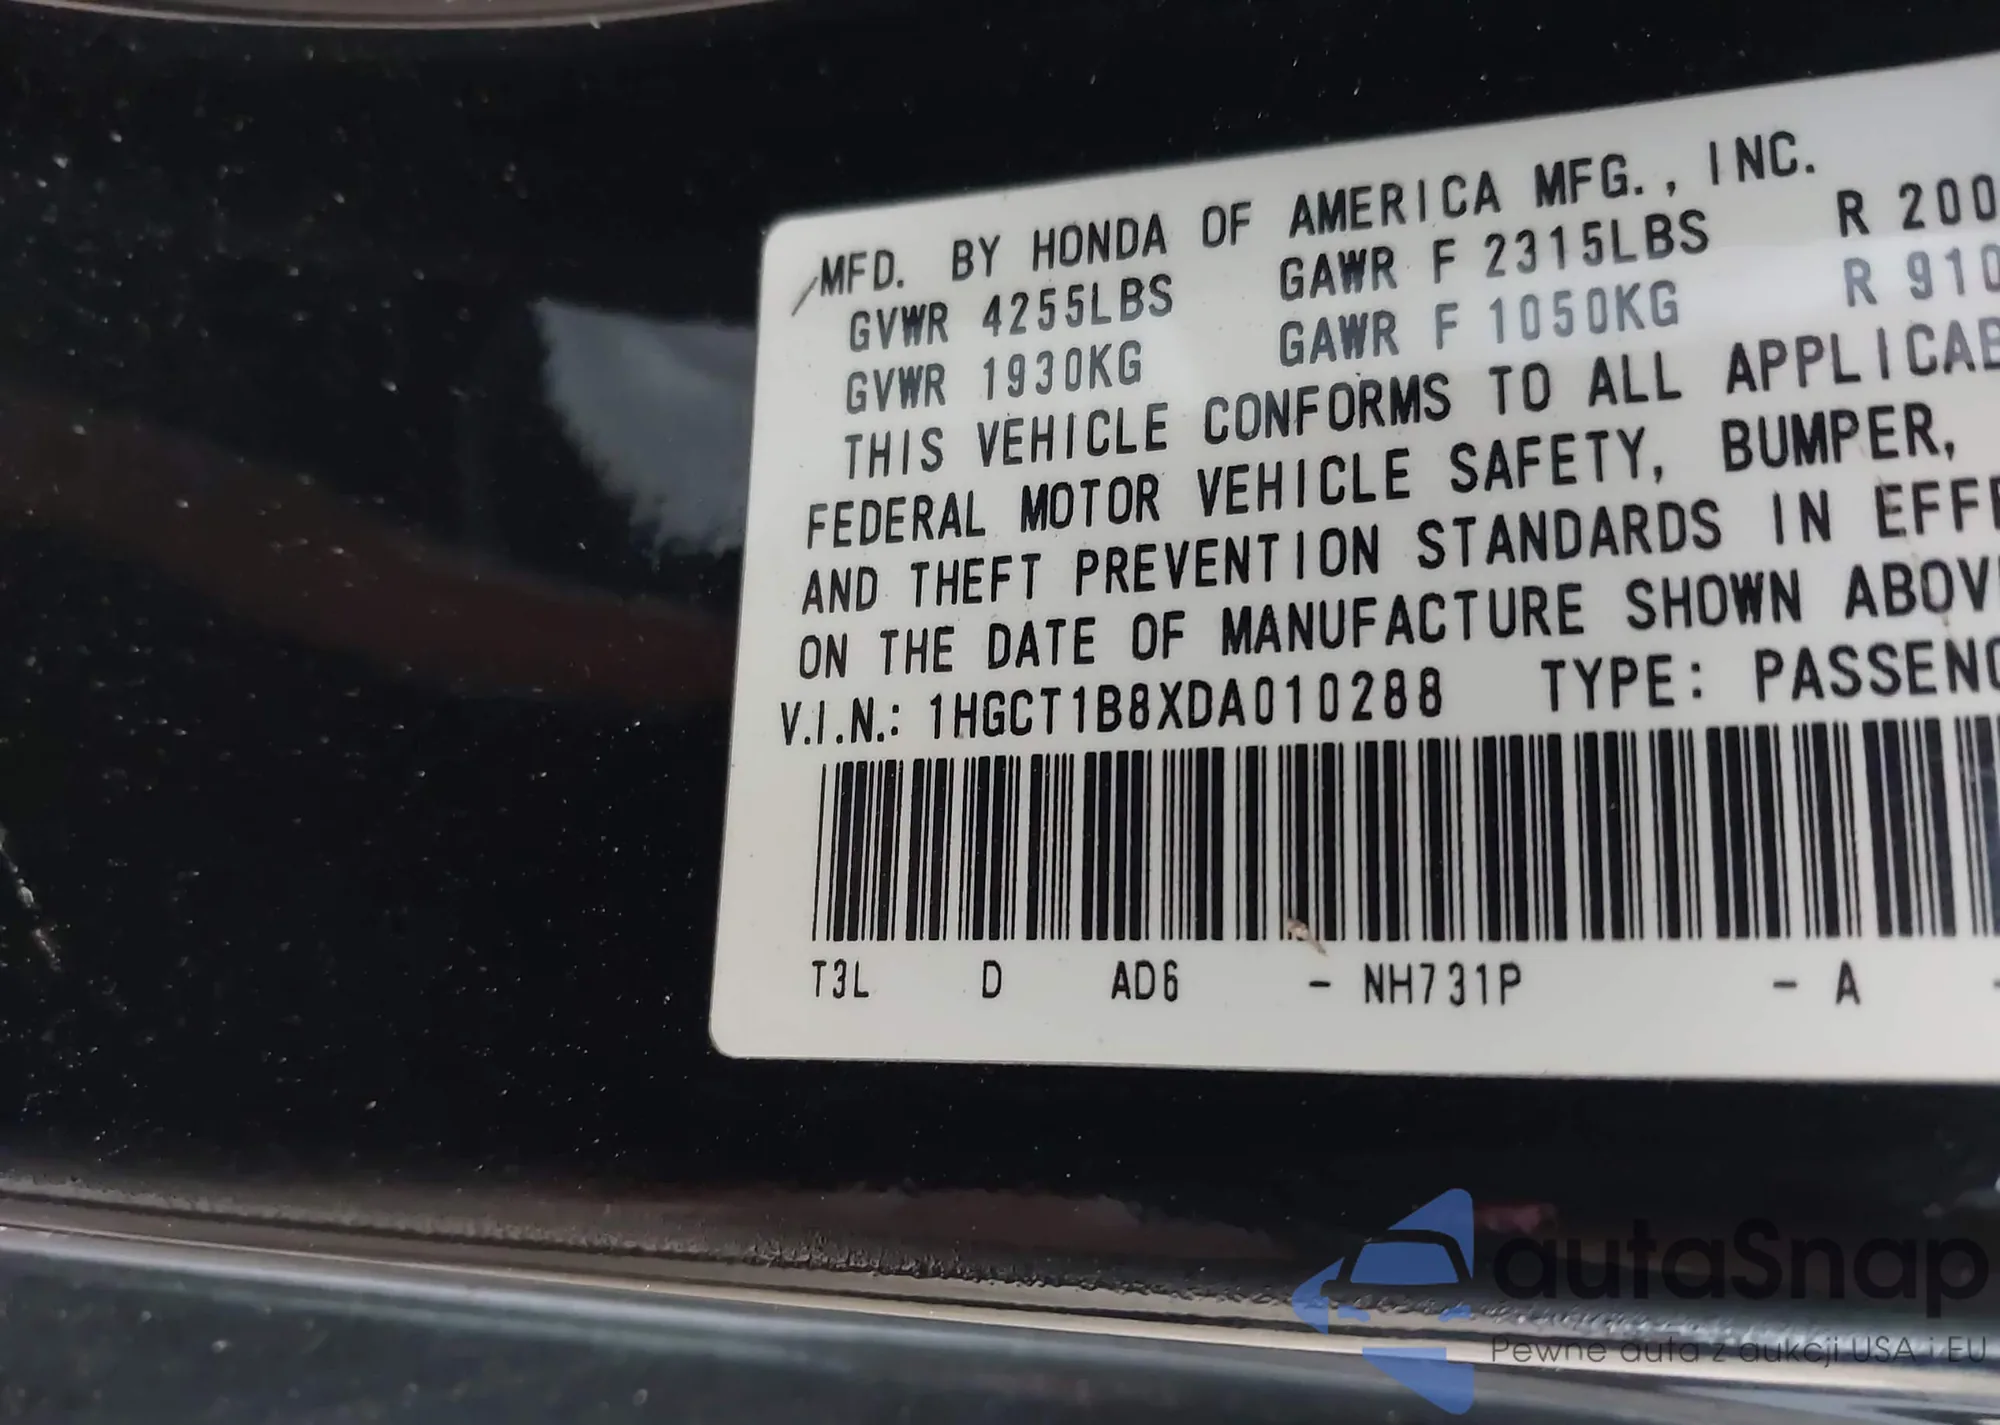 MFD. BY HONDA OF AMERICA MFG., INC.
GVWR 4255LBS GAWR F 2315LBS R 200
GVWR 1930KG GAWR F 1050KG R 910
THIS VEHICLE CONFORMS TO ALL APPLICAB
FEDERAL MOTOR VEHICLE SAFETY, BUMPER,
AND THEFT PREVENTION STANDARDS IN EFFE
ON THE DATE OF MANUFACTURE SHOWN ABOV
V.I.N.: 1HGCT1B8XDA010288 TYPE: PASSENG
T3L D AD6 - NH731P - A -
autaSnap
Pewne auta z aukcji USA i EU